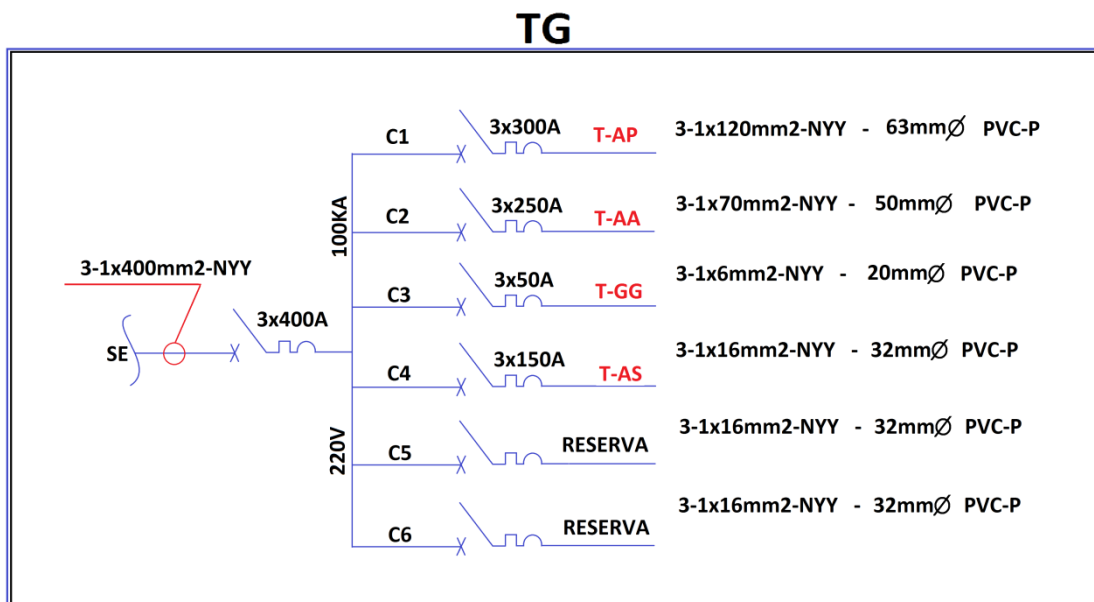 TG
C1 3x300A T-AP 3-1x120mm2-NYY - 63mm∅ PVC-P
C2 3x250A T-AA 3-1x70mm2-NYY - 50mm∅ PVC-P
100KA
3-1x400mm2-NYY
C3 3x50A T-GG 3-1x6mm2-NYY - 20mm∅ PVC-P
SE 3x400A
C4 3x150A T-AS 3-1x16mm2-NYY - 32mm∅ PVC-P
220V
C5 RESERVA 3-1x16mm2-NYY - 32mm∅ PVC-P
C6 RESERVA 3-1x16mm2-NYY - 32mm∅ PVC-P